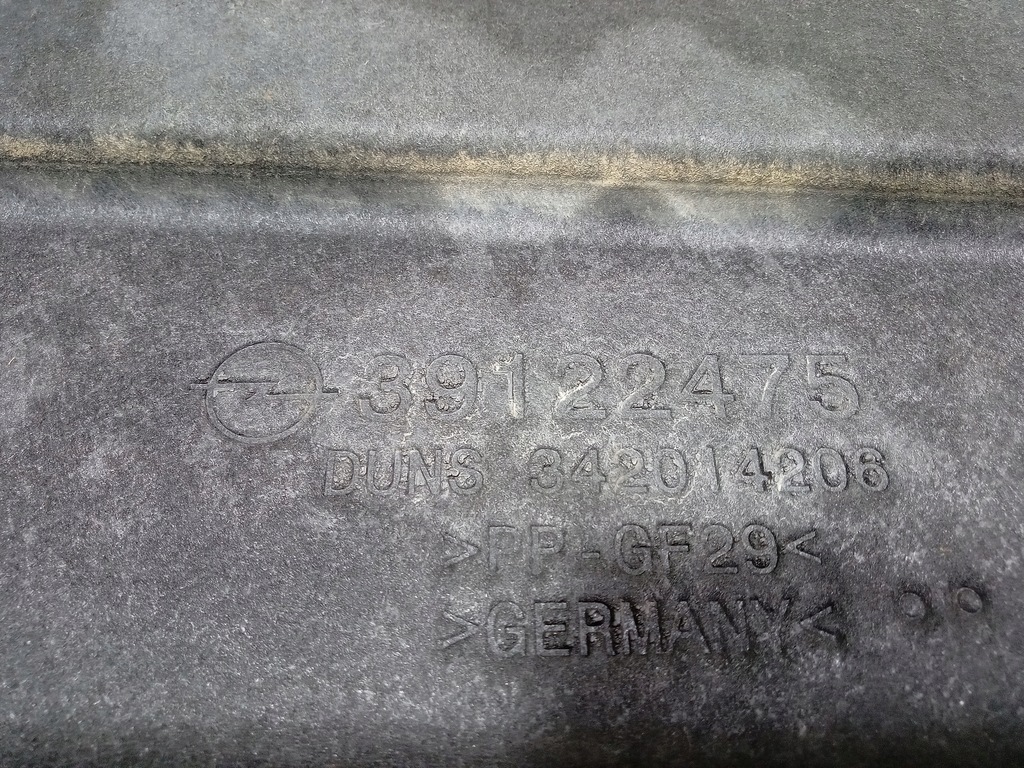 39122475
DUNS 342014206
>PP-GF29<
>GERMANY<